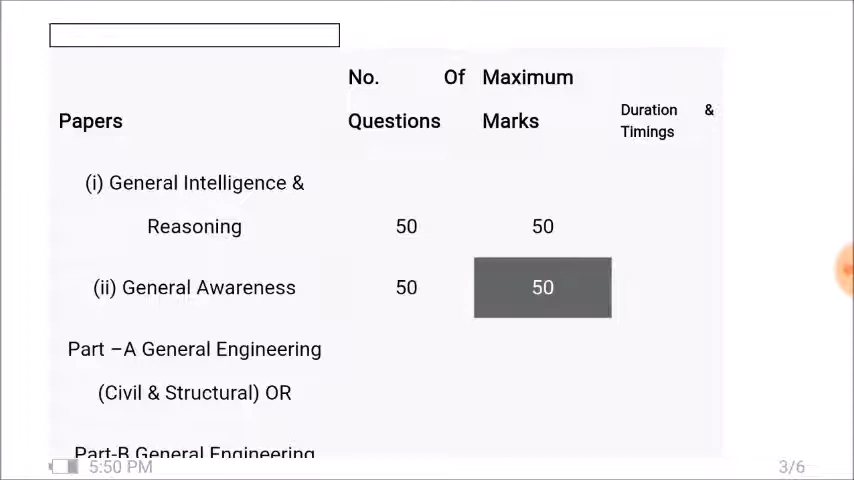 No. Of Maximum
Papers Questions Marks Duration & Timings
(i) General Intelligence &
Reasoning 50 50
(ii) General Awareness 50 50
Part –A General Engineering
(Civil & Structural) OR
Part-B General Engineering
5:50 PM 3/6